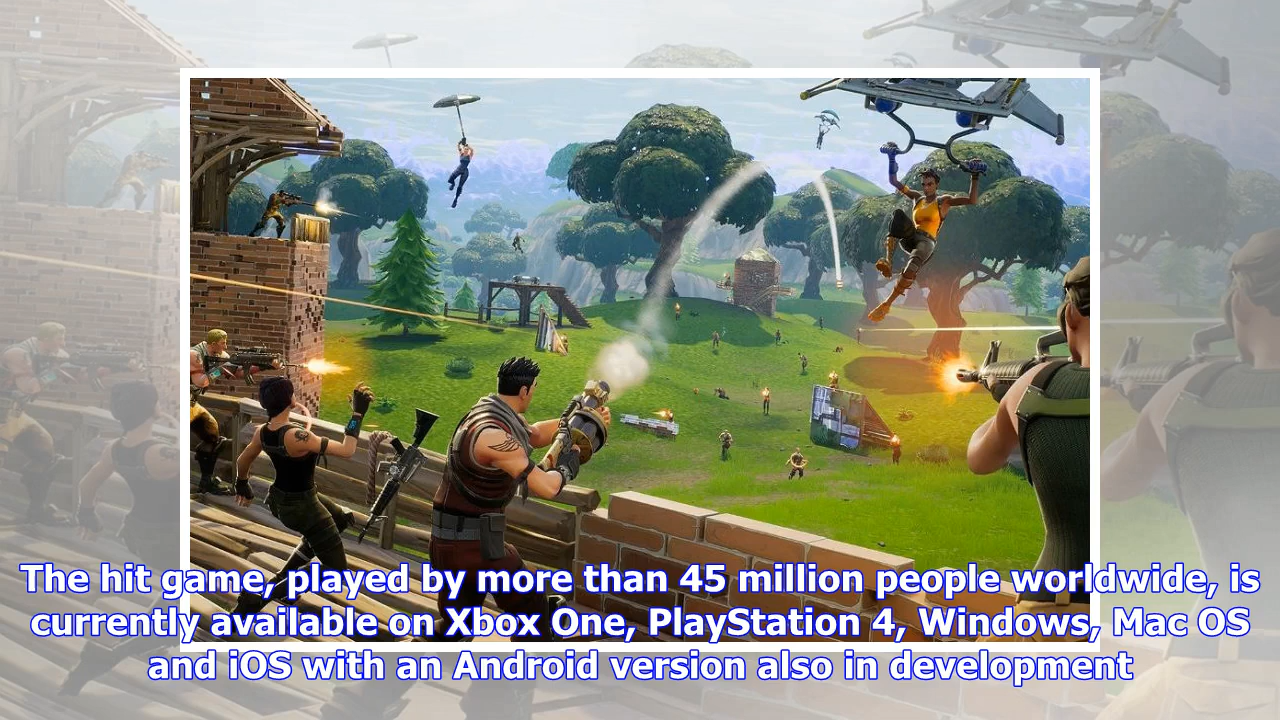 The hit game, played by more than 45 million people worldwide, is
currently available on Xbox One, PlayStation 4, Windows, Mac OS
and iOS with an Android version also in development